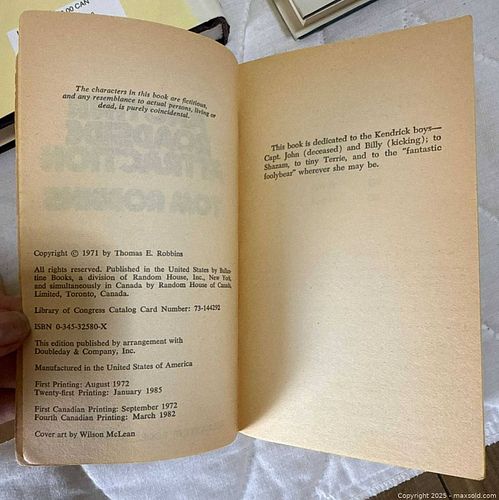 00 CAN
The characters in this book are fictitious,
and any resemblance to actual persons, living or
dead, is purely coincidental.
TOM ROBBINS
Copyright © 1971 by Thomas E. Robbins
All rights reserved. Published in the United States by Ballan-
tine Books, a division of Random House, Inc., New York,
and simultaneously in Canada by Random House of Canada,
Limited, Toronto, Canada.
Library of Congress Catalog Card Number: 73-144292
ISBN 0-345-32580-X
This edition published by arrangement with
Doubleday & Company, Inc.
Manufactured in the United States of America
First Printing: August 1972
Twenty-first Printing: January 1985
First Canadian Printing: September 1972
Fourth Canadian Printing: March 1982
Cover art by Wilson McLean
This book is dedicated to the Kendrick boys—
Capt. John (deceased) and Billy (kicking); to
Shazam, to tiny Terrie, and to the "fantastic
foolybear" wherever she may be.
Copyright 2025 - maxsold.com